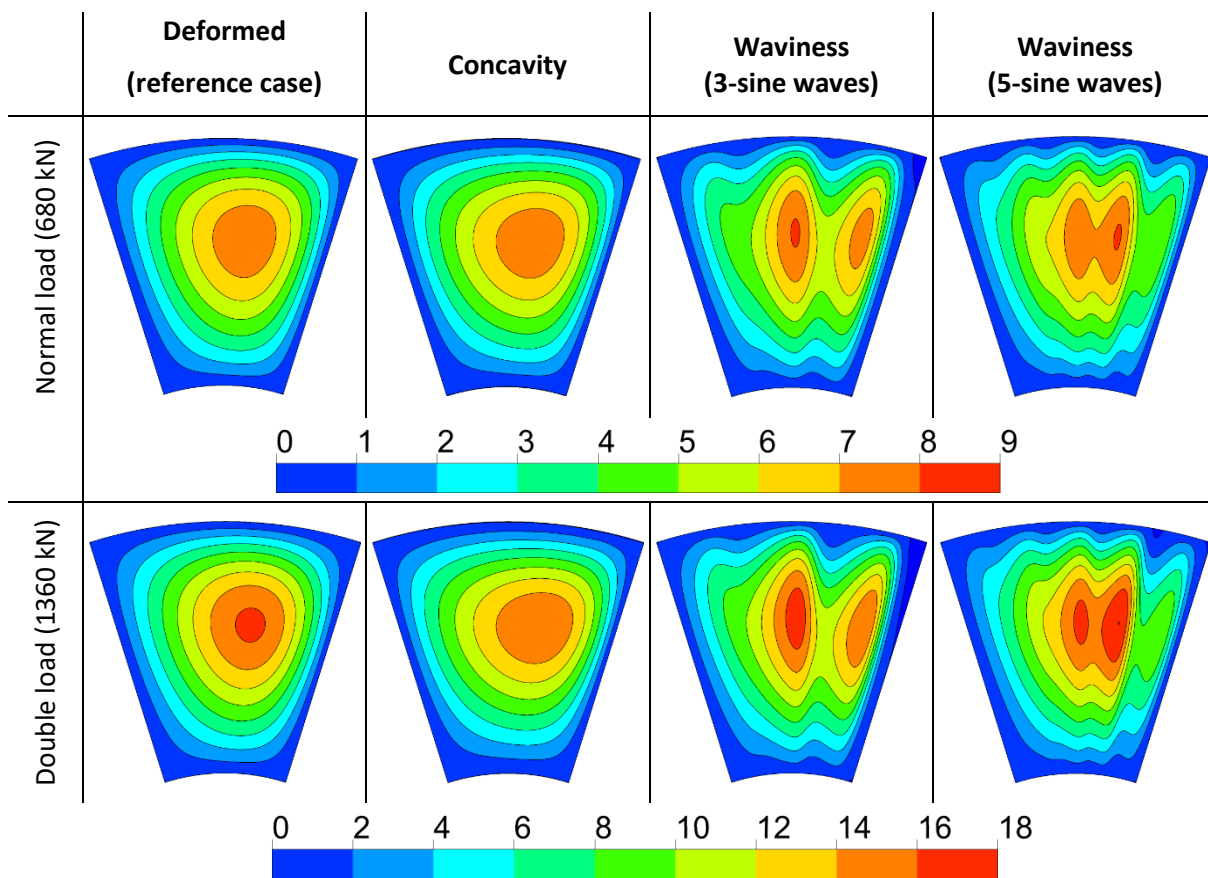 Deformed
(reference case)
Concavity
Waviness
(3-sine waves)
Waviness
(5-sine waves)
Normal load (680 kN)
0 1 2 3 4 5 6 7 8 9
Double load (1360 kN)
0 2 4 6 8 10 12 14 16 18